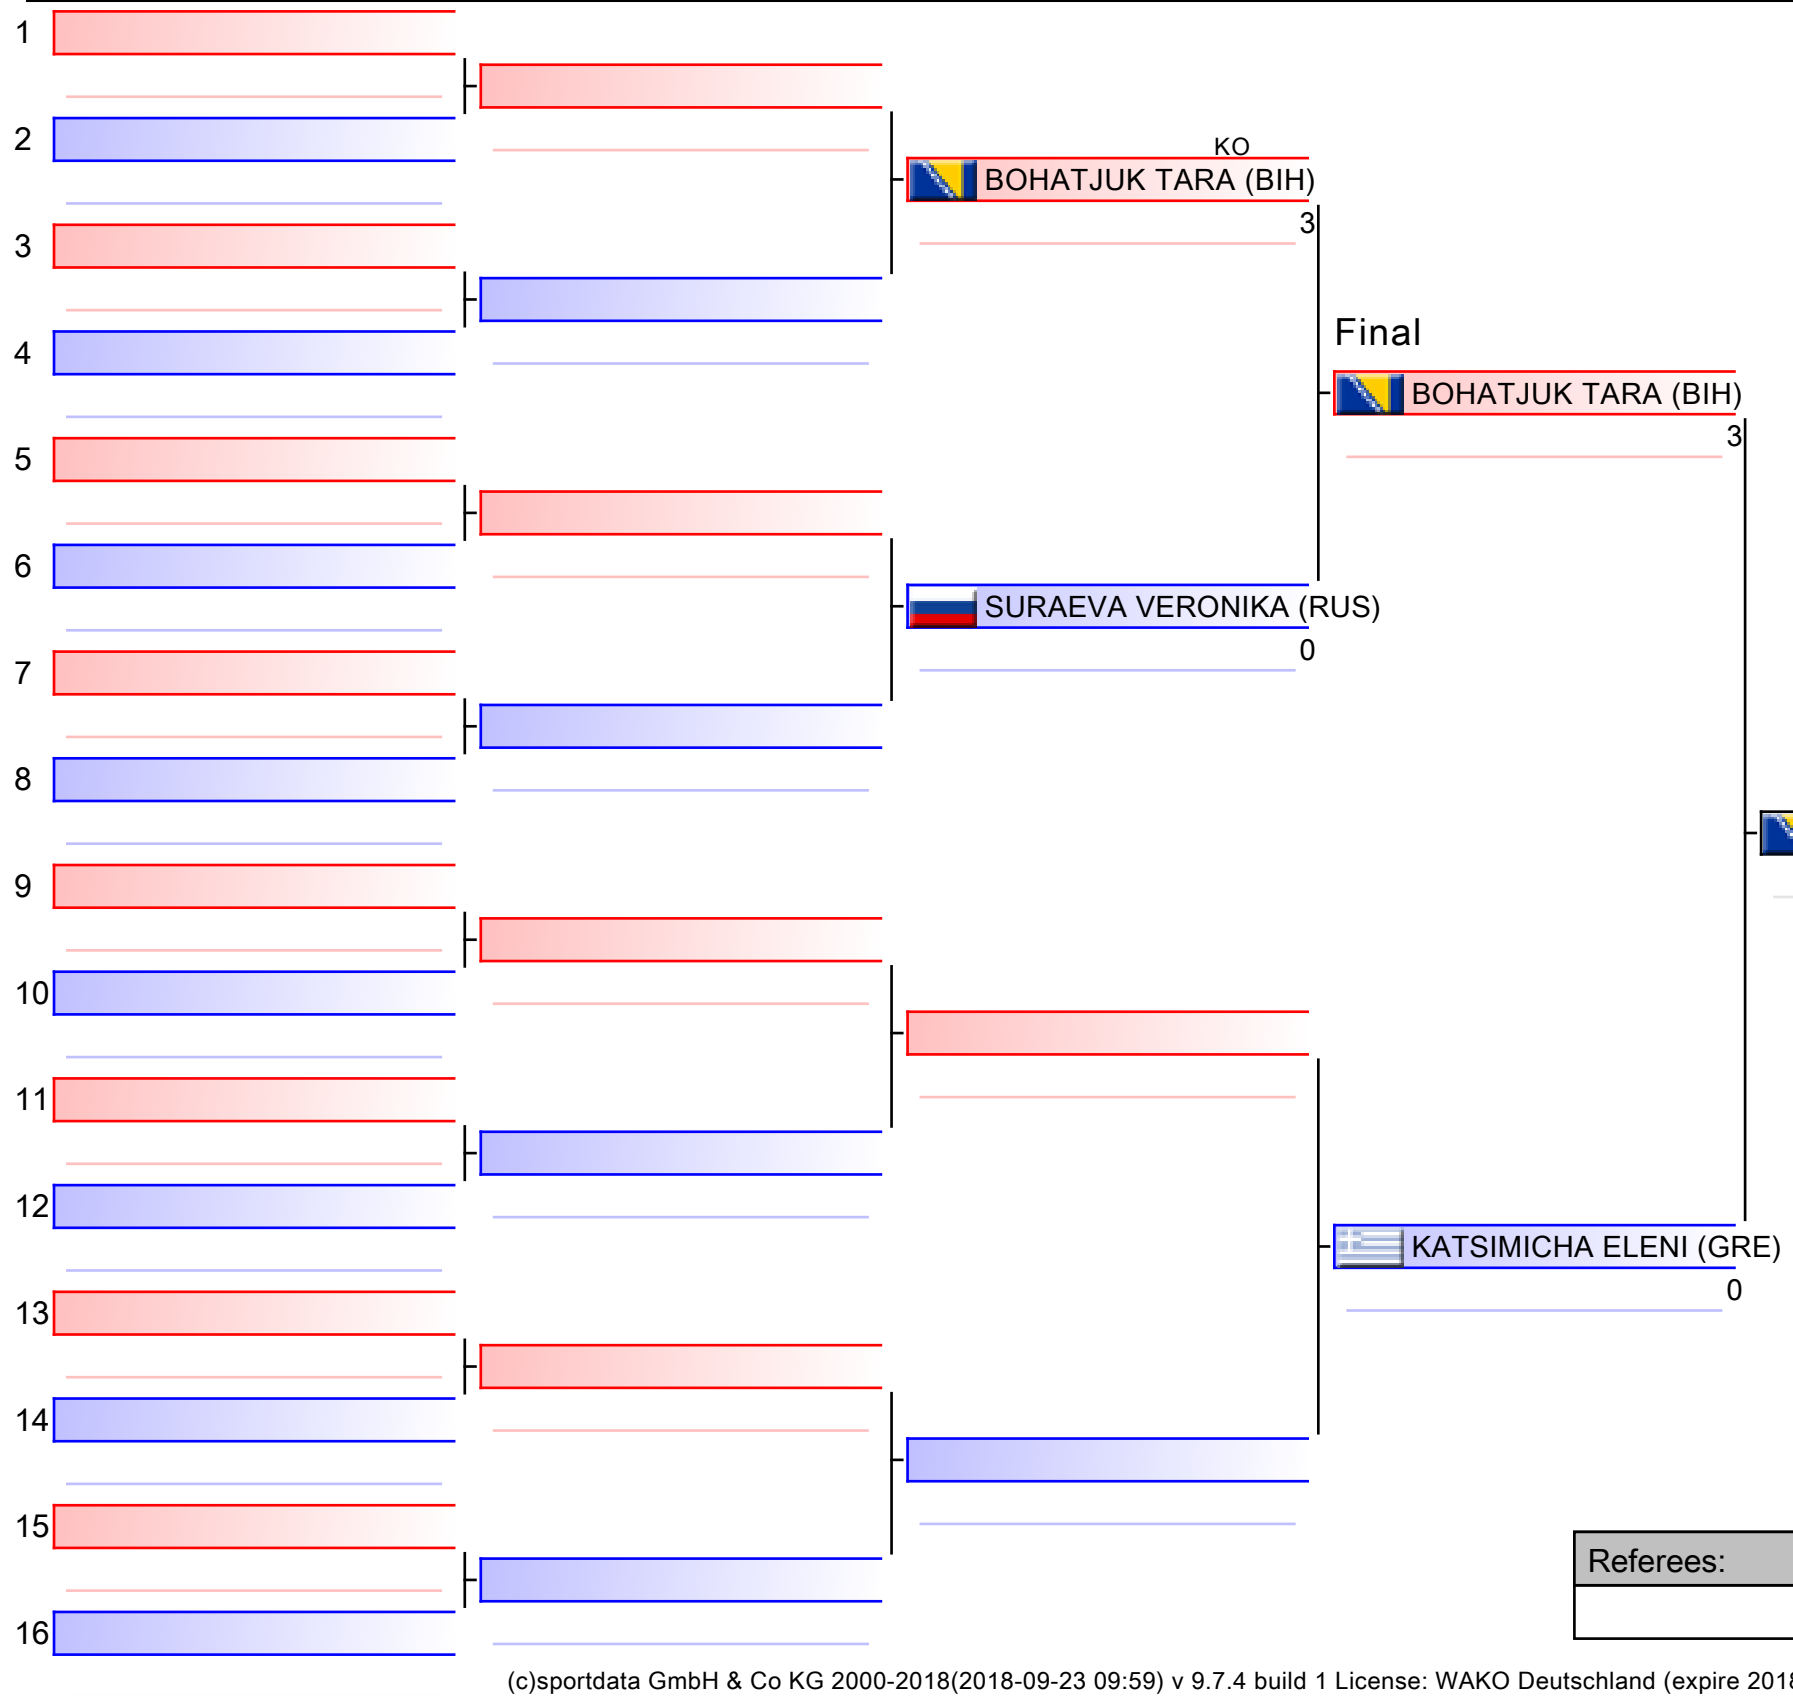 1
2
KO
BOHATJUK TARA (BIH)
3
3
4
Final
BOHATJUK TARA (BIH)
3
5
6
SURAEVA VERONIKA (RUS)
0
7
8
9
10
11
12
KATSIMICHA ELENI (GRE)
0
13
14
15
Referees:
16
(c)sportdata GmbH & Co KG 2000-2018(2018-09-23 09:59) v 9.7.4 build 1 License: WAKO Deutschland (expire 2018